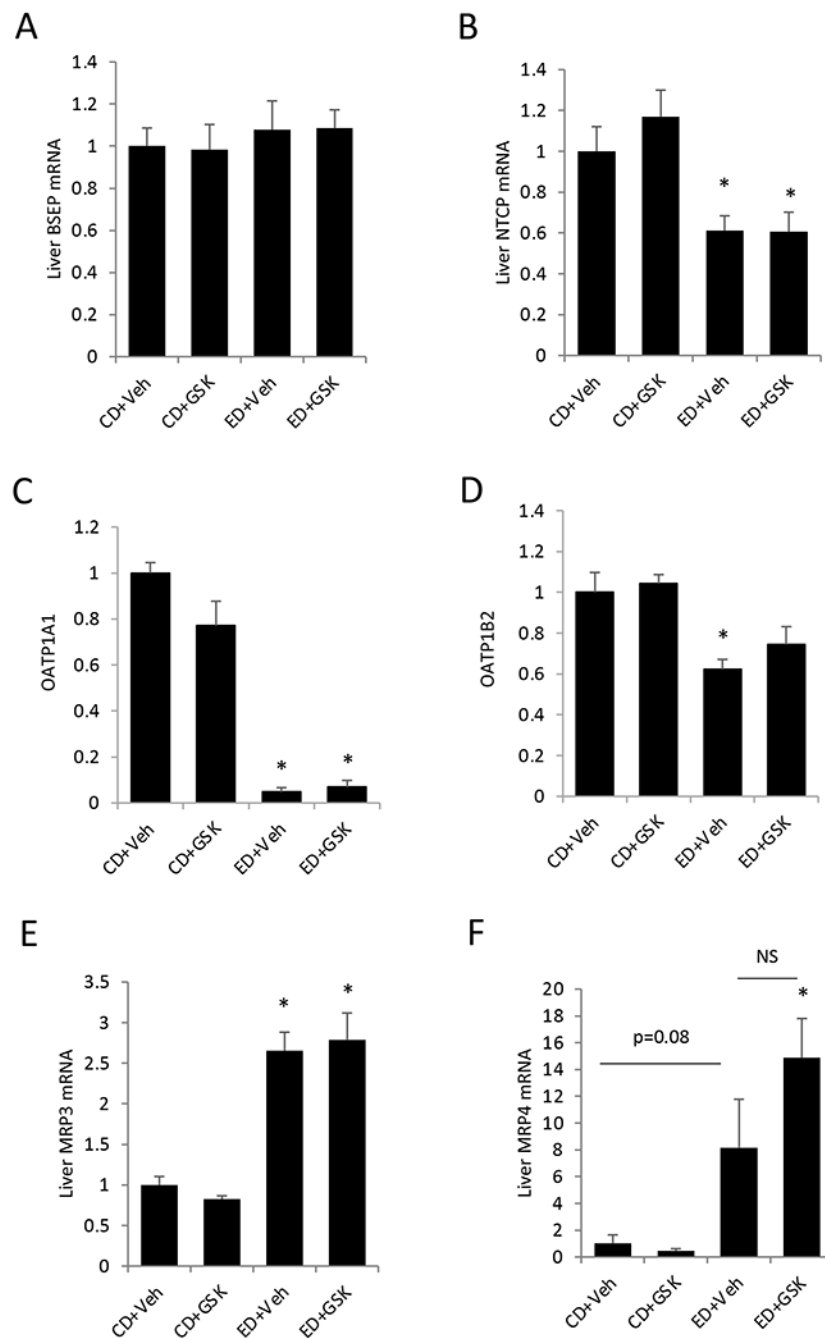 A
Liver BSEP mRNA
1.4
1.2
1
0.8
0.6
0.4
0.2
0
CD+Veh
CD+GSK
ED+Veh
ED+GSK
B
Liver NTCP mRNA
1.4
1.2
1
0.8
0.6
0.4
0.2
0
*
*
CD+Veh
CD+GSK
ED+Veh
ED+GSK
C
OATP1A1
1.2
1
0.8
0.6
0.4
0.2
0
*
*
CD+Veh
CD+GSK
ED+Veh
ED+GSK
D
OATP1B2
1.4
1.2
1
0.8
0.6
0.4
0.2
0
*
CD+Veh
CD+GSK
ED+Veh
ED+GSK
E
Liver MRP3 mRNA
3.5
3
2.5
2
1.5
1
0.5
0
*
*
CD+Veh
CD+GSK
ED+Veh
ED+GSK
F
Liver MRP4 mRNA
20
18
16
14
12
10
8
6
4
2
0
NS
*
p=0.08
CD+Veh
CD+GSK
ED+Veh
ED+GSK